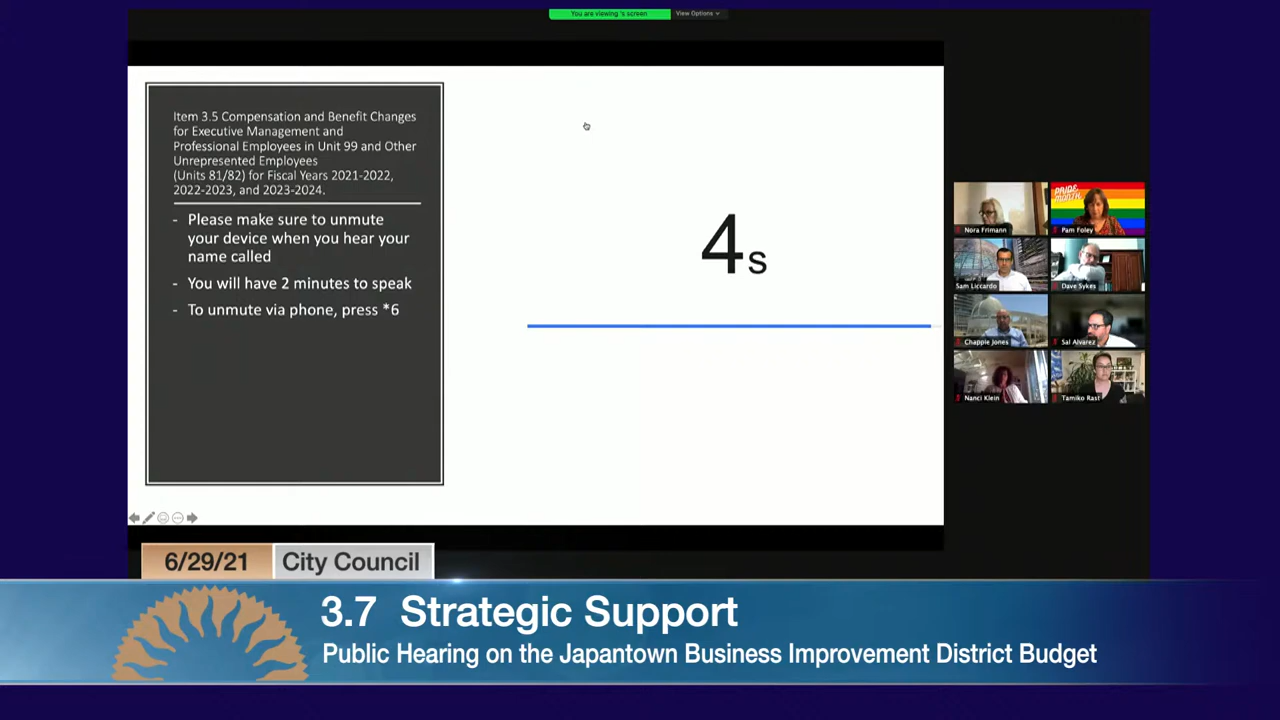 You are viewing 's screen
View Options
Item 3.5 Compensation and Benefit Changes
for Executive Management and
Professional Employees in Unit 99 and Other
Unrepresented Employees
(Units 81/82) for Fiscal Years 2021-2022,
2022-2023, and 2023-2024.
- Please make sure to unmute
your device when you hear your
name called
- You will have 2 minutes to speak
- To unmute via phone, press *6
4s
PRIDE
MONTH
Nora Frimann
Pam Foley
Sam Liccardo
Dave Sykes
Chappie Jones
Sal Alvarez
Nanci Klein
Tamiko Rast
6/29/21
City Council
3.7 Strategic Support
Public Hearing on the Japantown Business Improvement District Budget